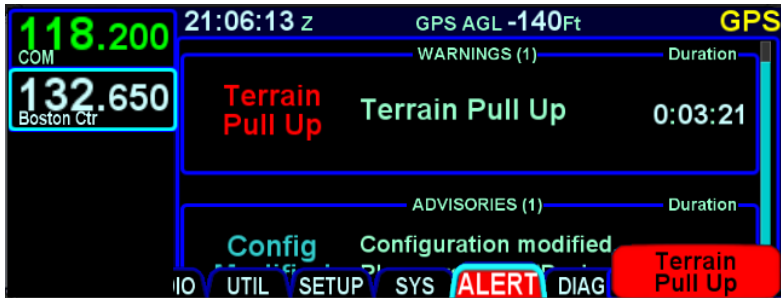 118.200
COM
132.650
Boston Ctr
21:06:13 Z
GPS AGL -140Ft
GPS
WARNINGS (1)
Duration
Terrain
Pull Up
Terrain Pull Up
0:03:21
ADVISORIES (1)
Duration
Config
Configuration modified
IO
UTIL
SETUP
SYS
ALERT
DIAG
Terrain
Pull Up